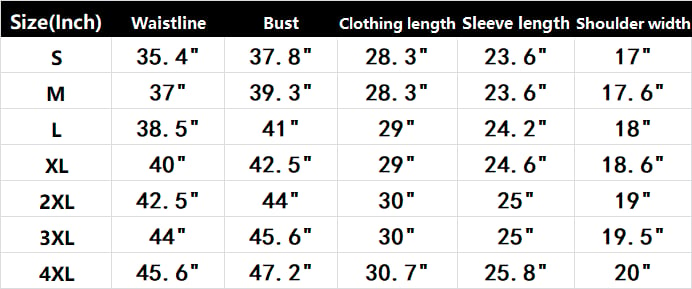 Size(Inch) Waistline Bust Clothing length Sleeve length Shoulder width
S 35.4" 37.8" 28.3" 23.6" 17"
M 37" 39.3" 28.3" 23.6" 17.6"
L 38.5" 41" 29" 24.2" 18"
XL 40" 42.5" 29" 24.6" 18.6"
2XL 42.5" 44" 30" 25" 19"
3XL 44" 45.6" 30" 25" 19.5"
4XL 45.6" 47.2" 30.7" 25.8" 20"